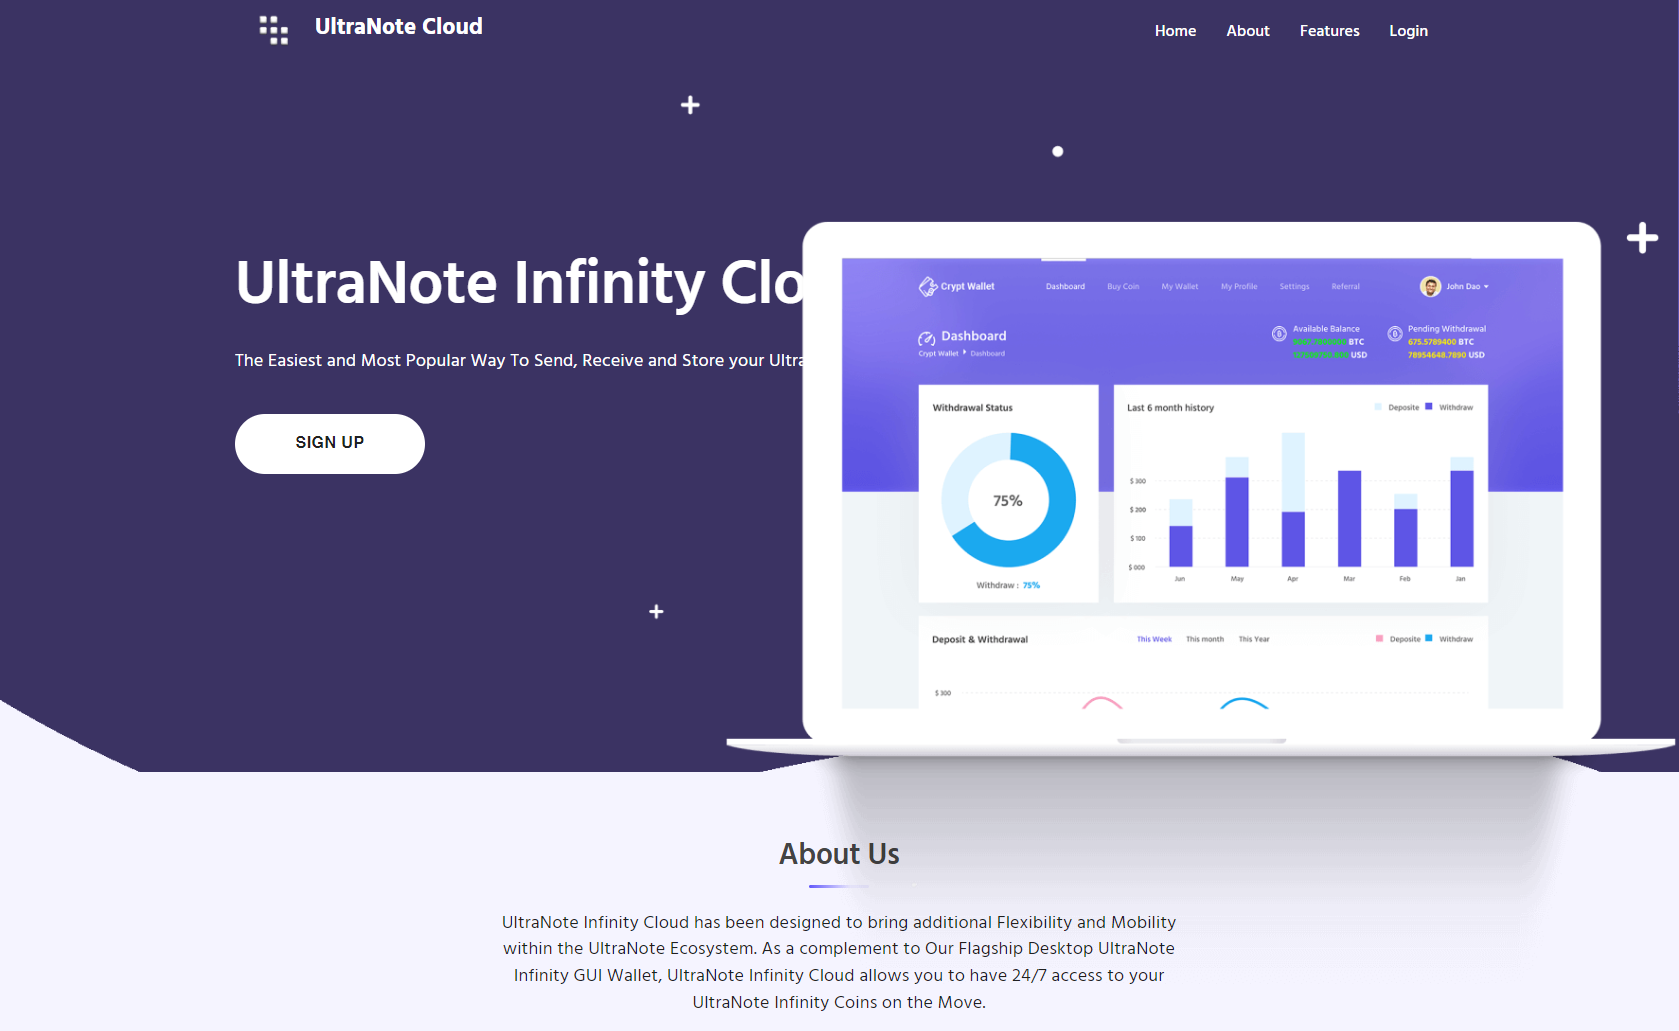 UltraNote Cloud
Home About Features Login
UltraNote Infinity Clo
The Easiest and Most Popular Way To Send, Receive and Store your Ultra
SIGN UP
Crypt Wallet
Dashboard Buy Coin My Wallet My Profile Settings Referral
John Dao
Dashboard
Crypt Wallet Dashboard
Available Balance
BTC
USD
Pending Withdrawal
675.5789400 BTC
78954648.7890 USD
Withdrawal Status
75%
Withdraw : 75%
Last 6 month history
Deposite Withdraw
$ 300
$ 200
$ 100
$ 000
Jun May Apr Mar Feb Jan
Deposit & Withdrawal
This Week This month This Year
Deposite Withdraw
$ 300
About Us
UltraNote Infinity Cloud has been designed to bring additional Flexibility and Mobility
within the UltraNote Ecosystem. As a complement to Our Flagship Desktop UltraNote
Infinity GUI Wallet, UltraNote Infinity Cloud allows you to have 24/7 access to your
UltraNote Infinity Coins on the Move.